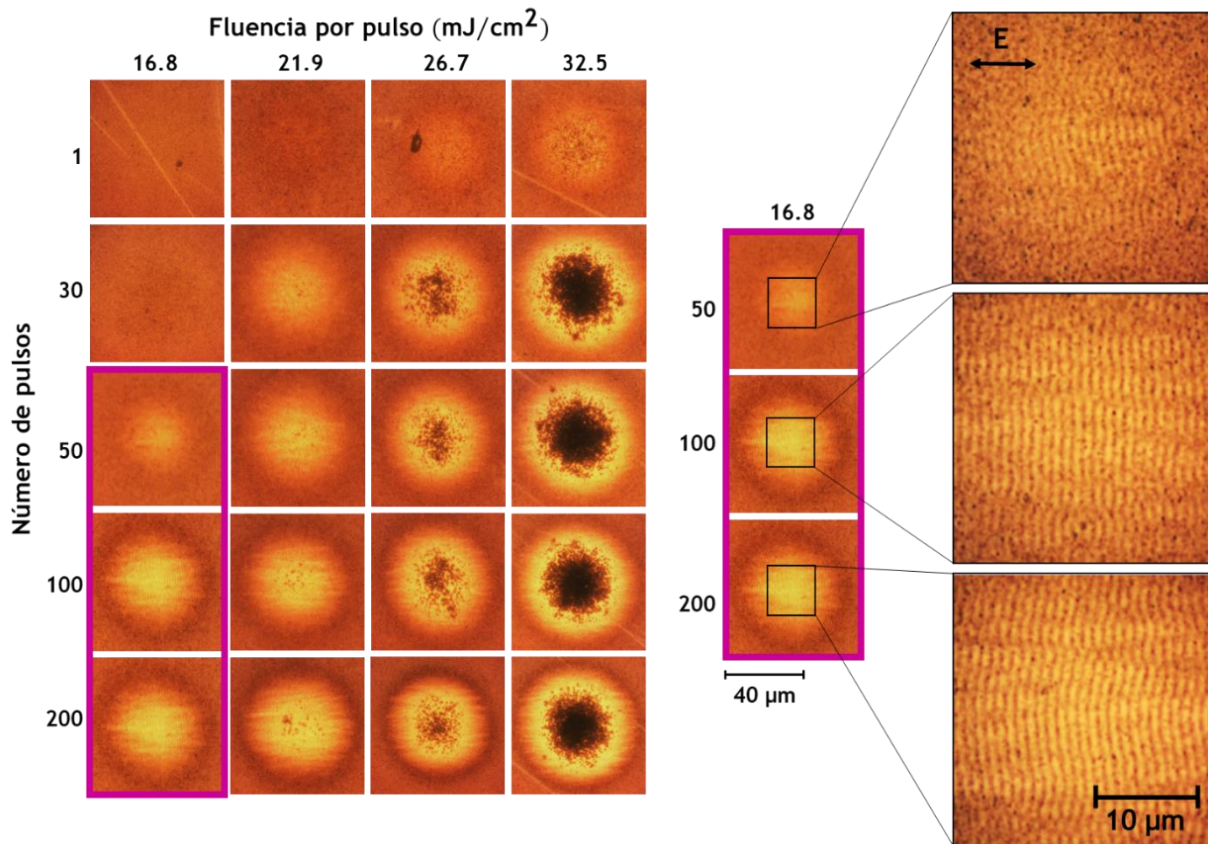 Fluencia por pulso (mJ/cm²)
16.8 21.9 26.7 32.5
Número de pulsos
1
30
50
100
200
16.8
50
100
200
40 µm
E
10 µm